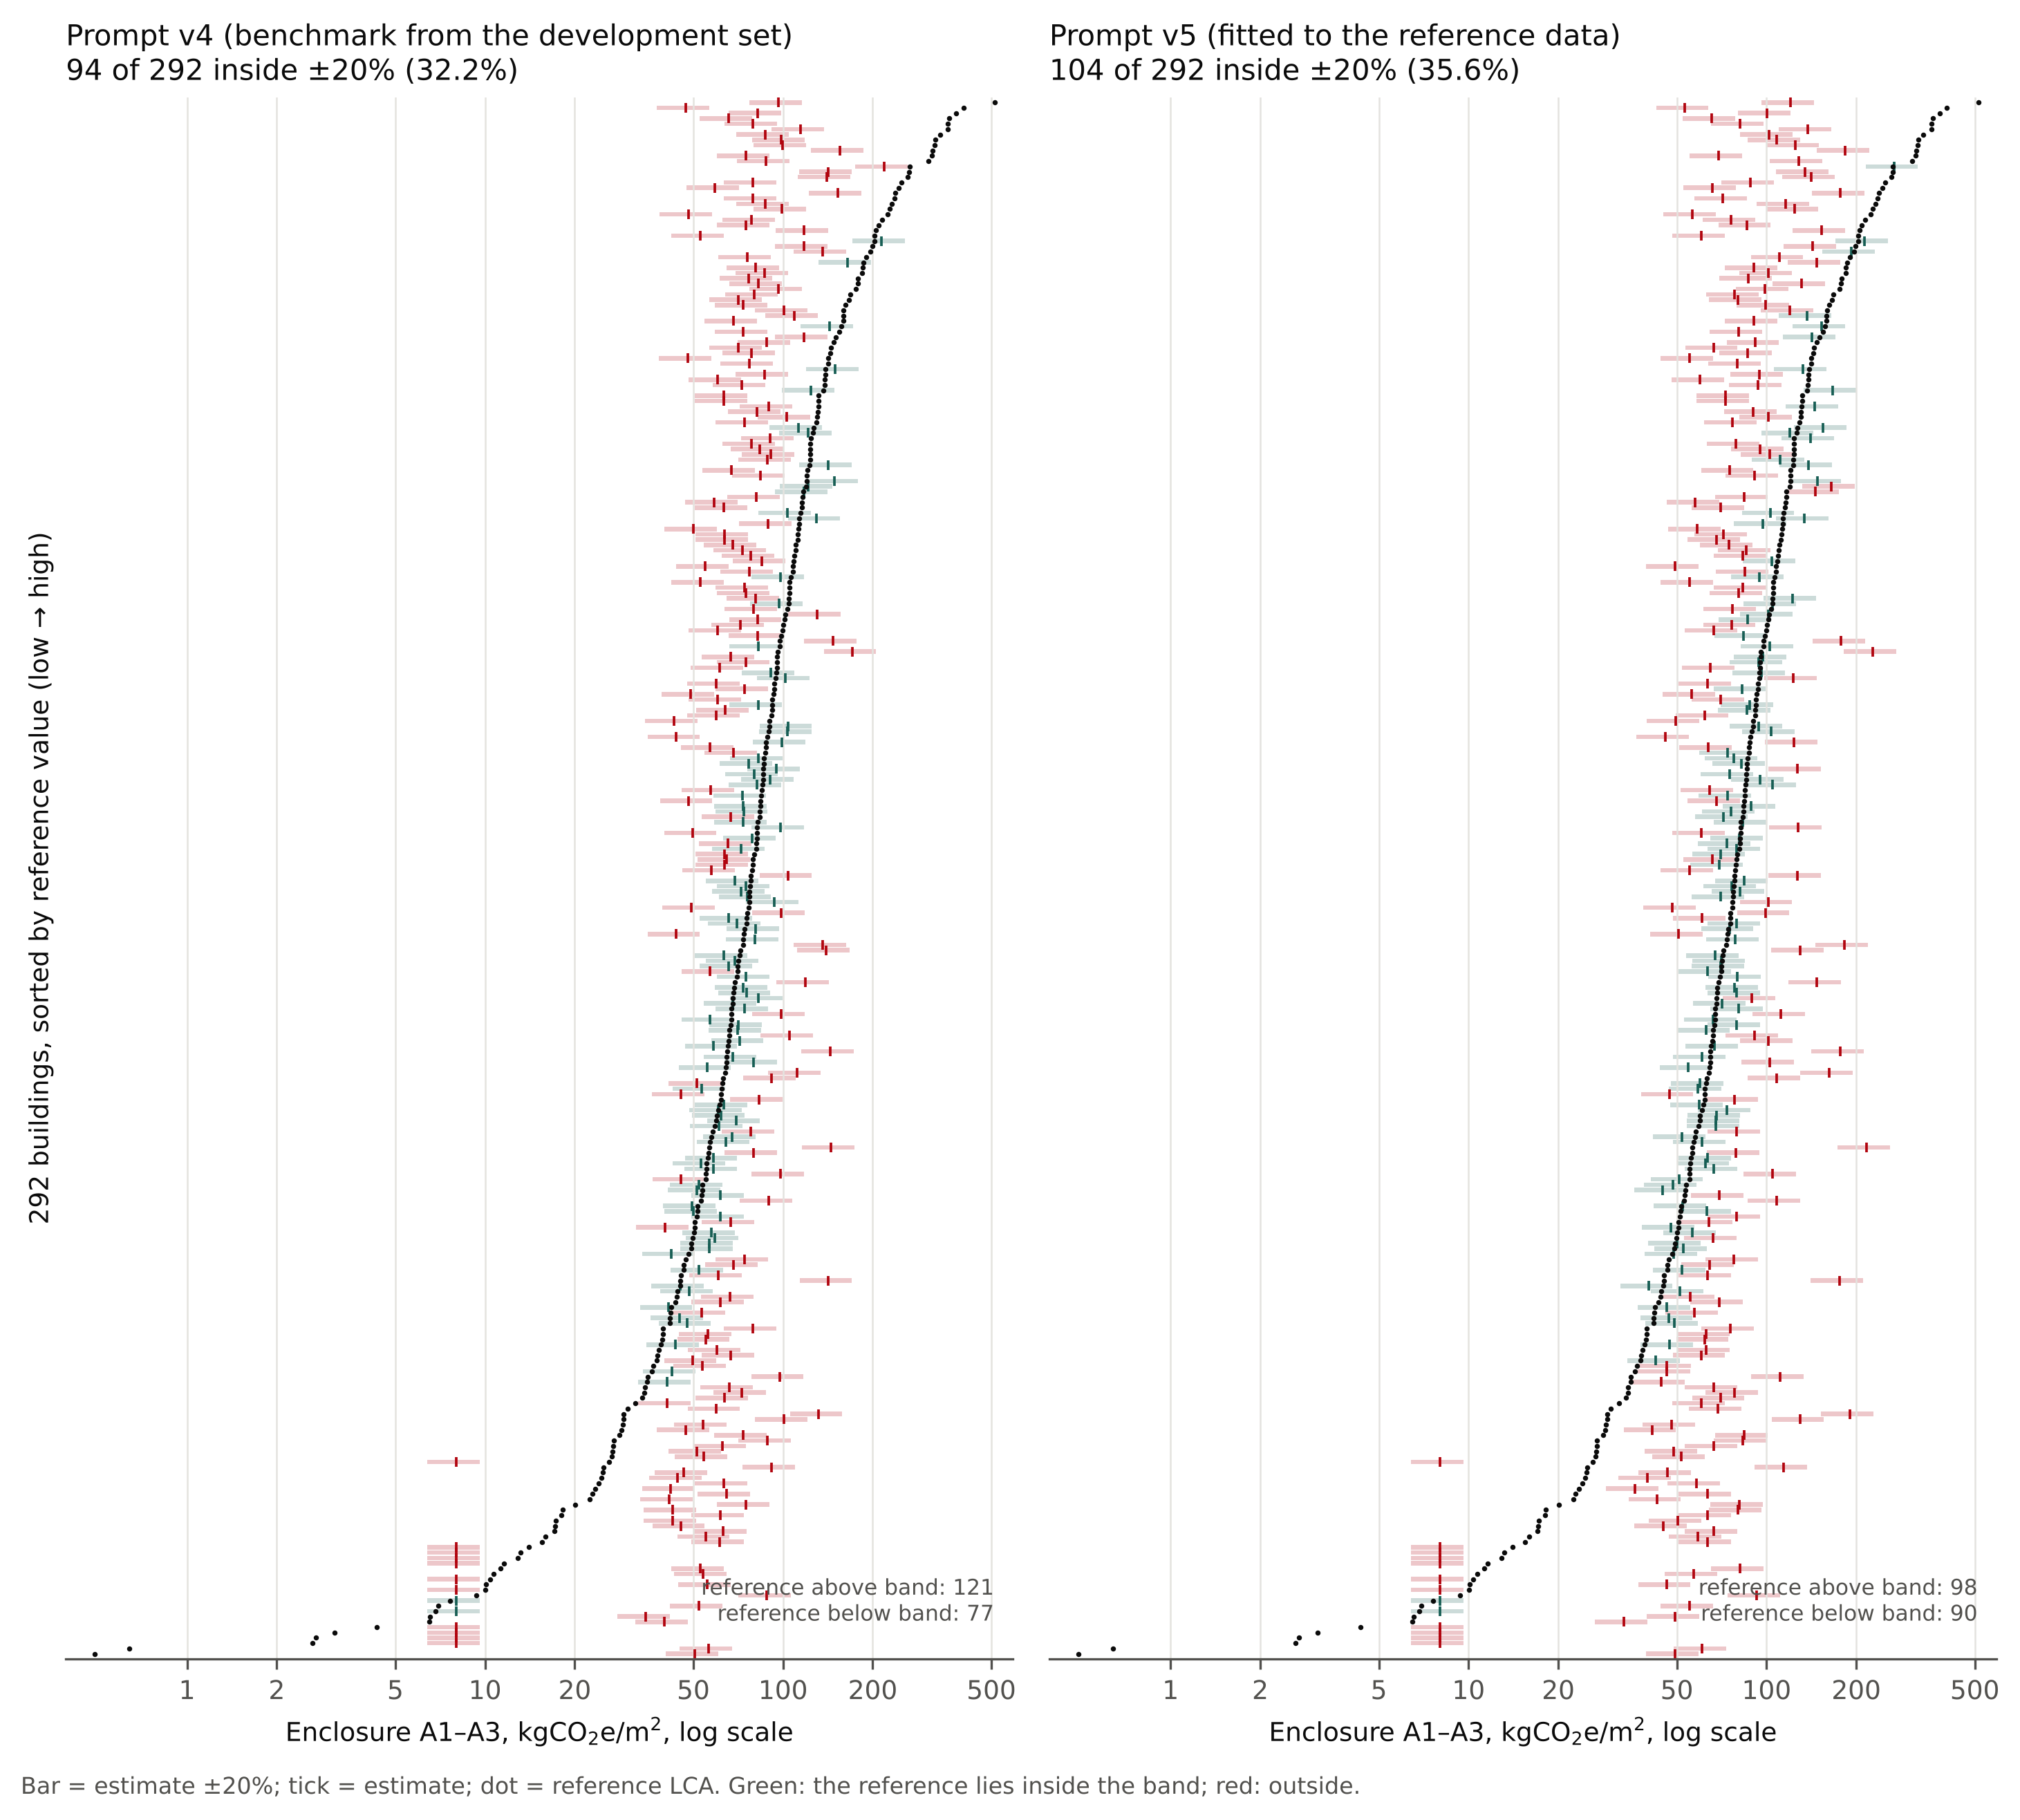 Prompt v4 (benchmark from the development set)
94 of 292 inside ±20% (32.2%)
Prompt v5 (fitted to the reference data)
104 of 292 inside ±20% (35.6%)
292 buildings, sorted by reference value (low → high)
reference above band: 121
reference below band: 77
reference above band: 98
reference below band: 90
1 2 5 10 20 50 100 200 500
1 2 5 10 20 50 100 200 500
Enclosure A1–A3, kgCO₂e/m², log scale
Enclosure A1–A3, kgCO₂e/m², log scale
Bar = estimate ±20%; tick = estimate; dot = reference LCA. Green: the reference lies inside the band; red: outside.